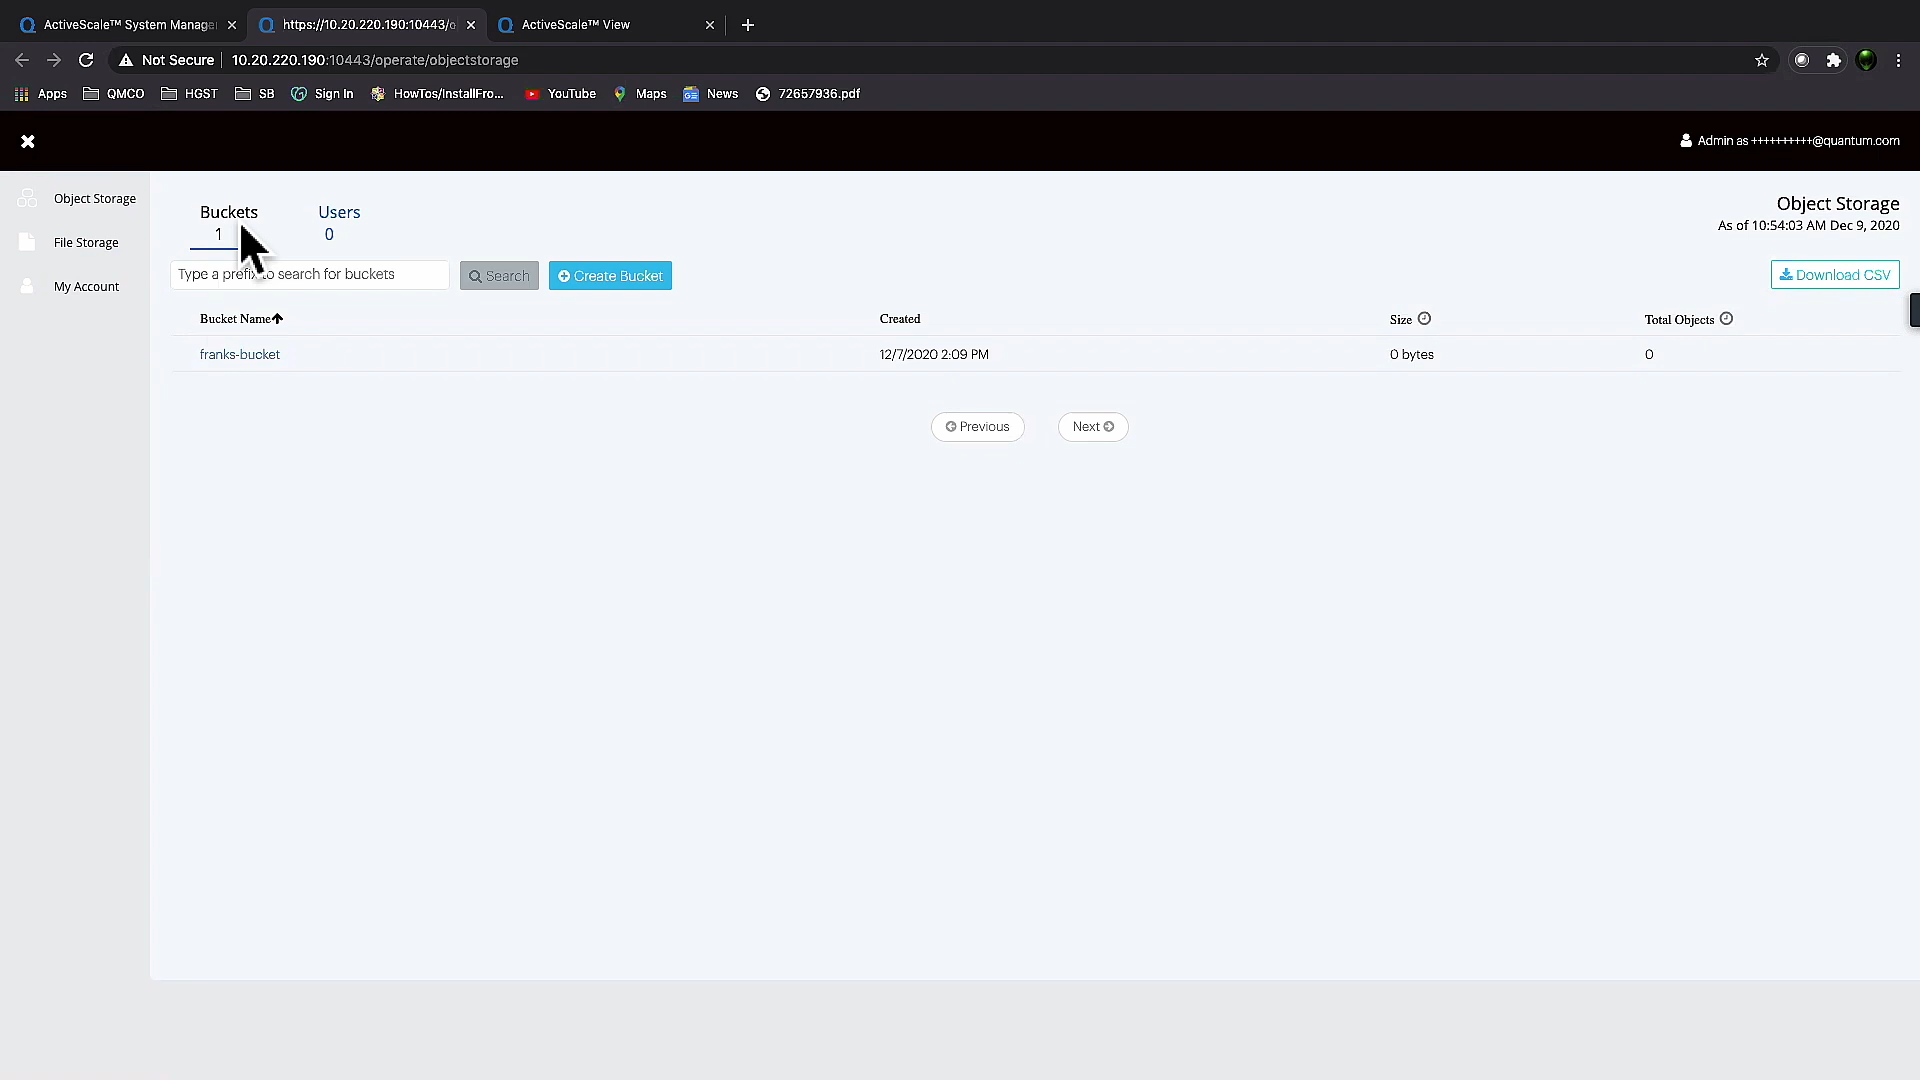 ActiveScale™ System Manage
https://10.20.220.190:10443/o
ActiveScale™ View
Not Secure
10.20.220.190:10443/operate/objectstorage
Apps
QMCO
HGST
SB
Sign In
HowTos/InstallFro...
YouTube
Maps
News
72657936.pdf
Admin as ++++++++++@quantum.com
Object Storage
File Storage
My Account
Buckets
1
Users
0
Object Storage
As of 10:54:03 AM Dec 9, 2020
Type a prefix to search for buckets
Search
Create Bucket
Download CSV
Bucket Name
Created
Size
Total Objects
franks-bucket
12/7/2020 2:09 PM
0 bytes
0
Previous
Next